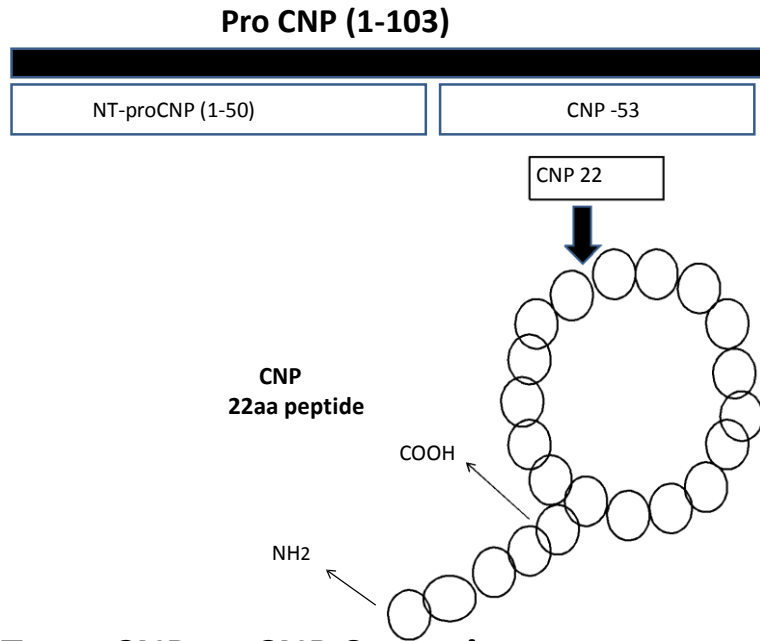 Pro CNP (1-103)
NT-proCNP (1-50)
CNP -53
CNP 22
CNP
22aa peptide
COOH
NH2